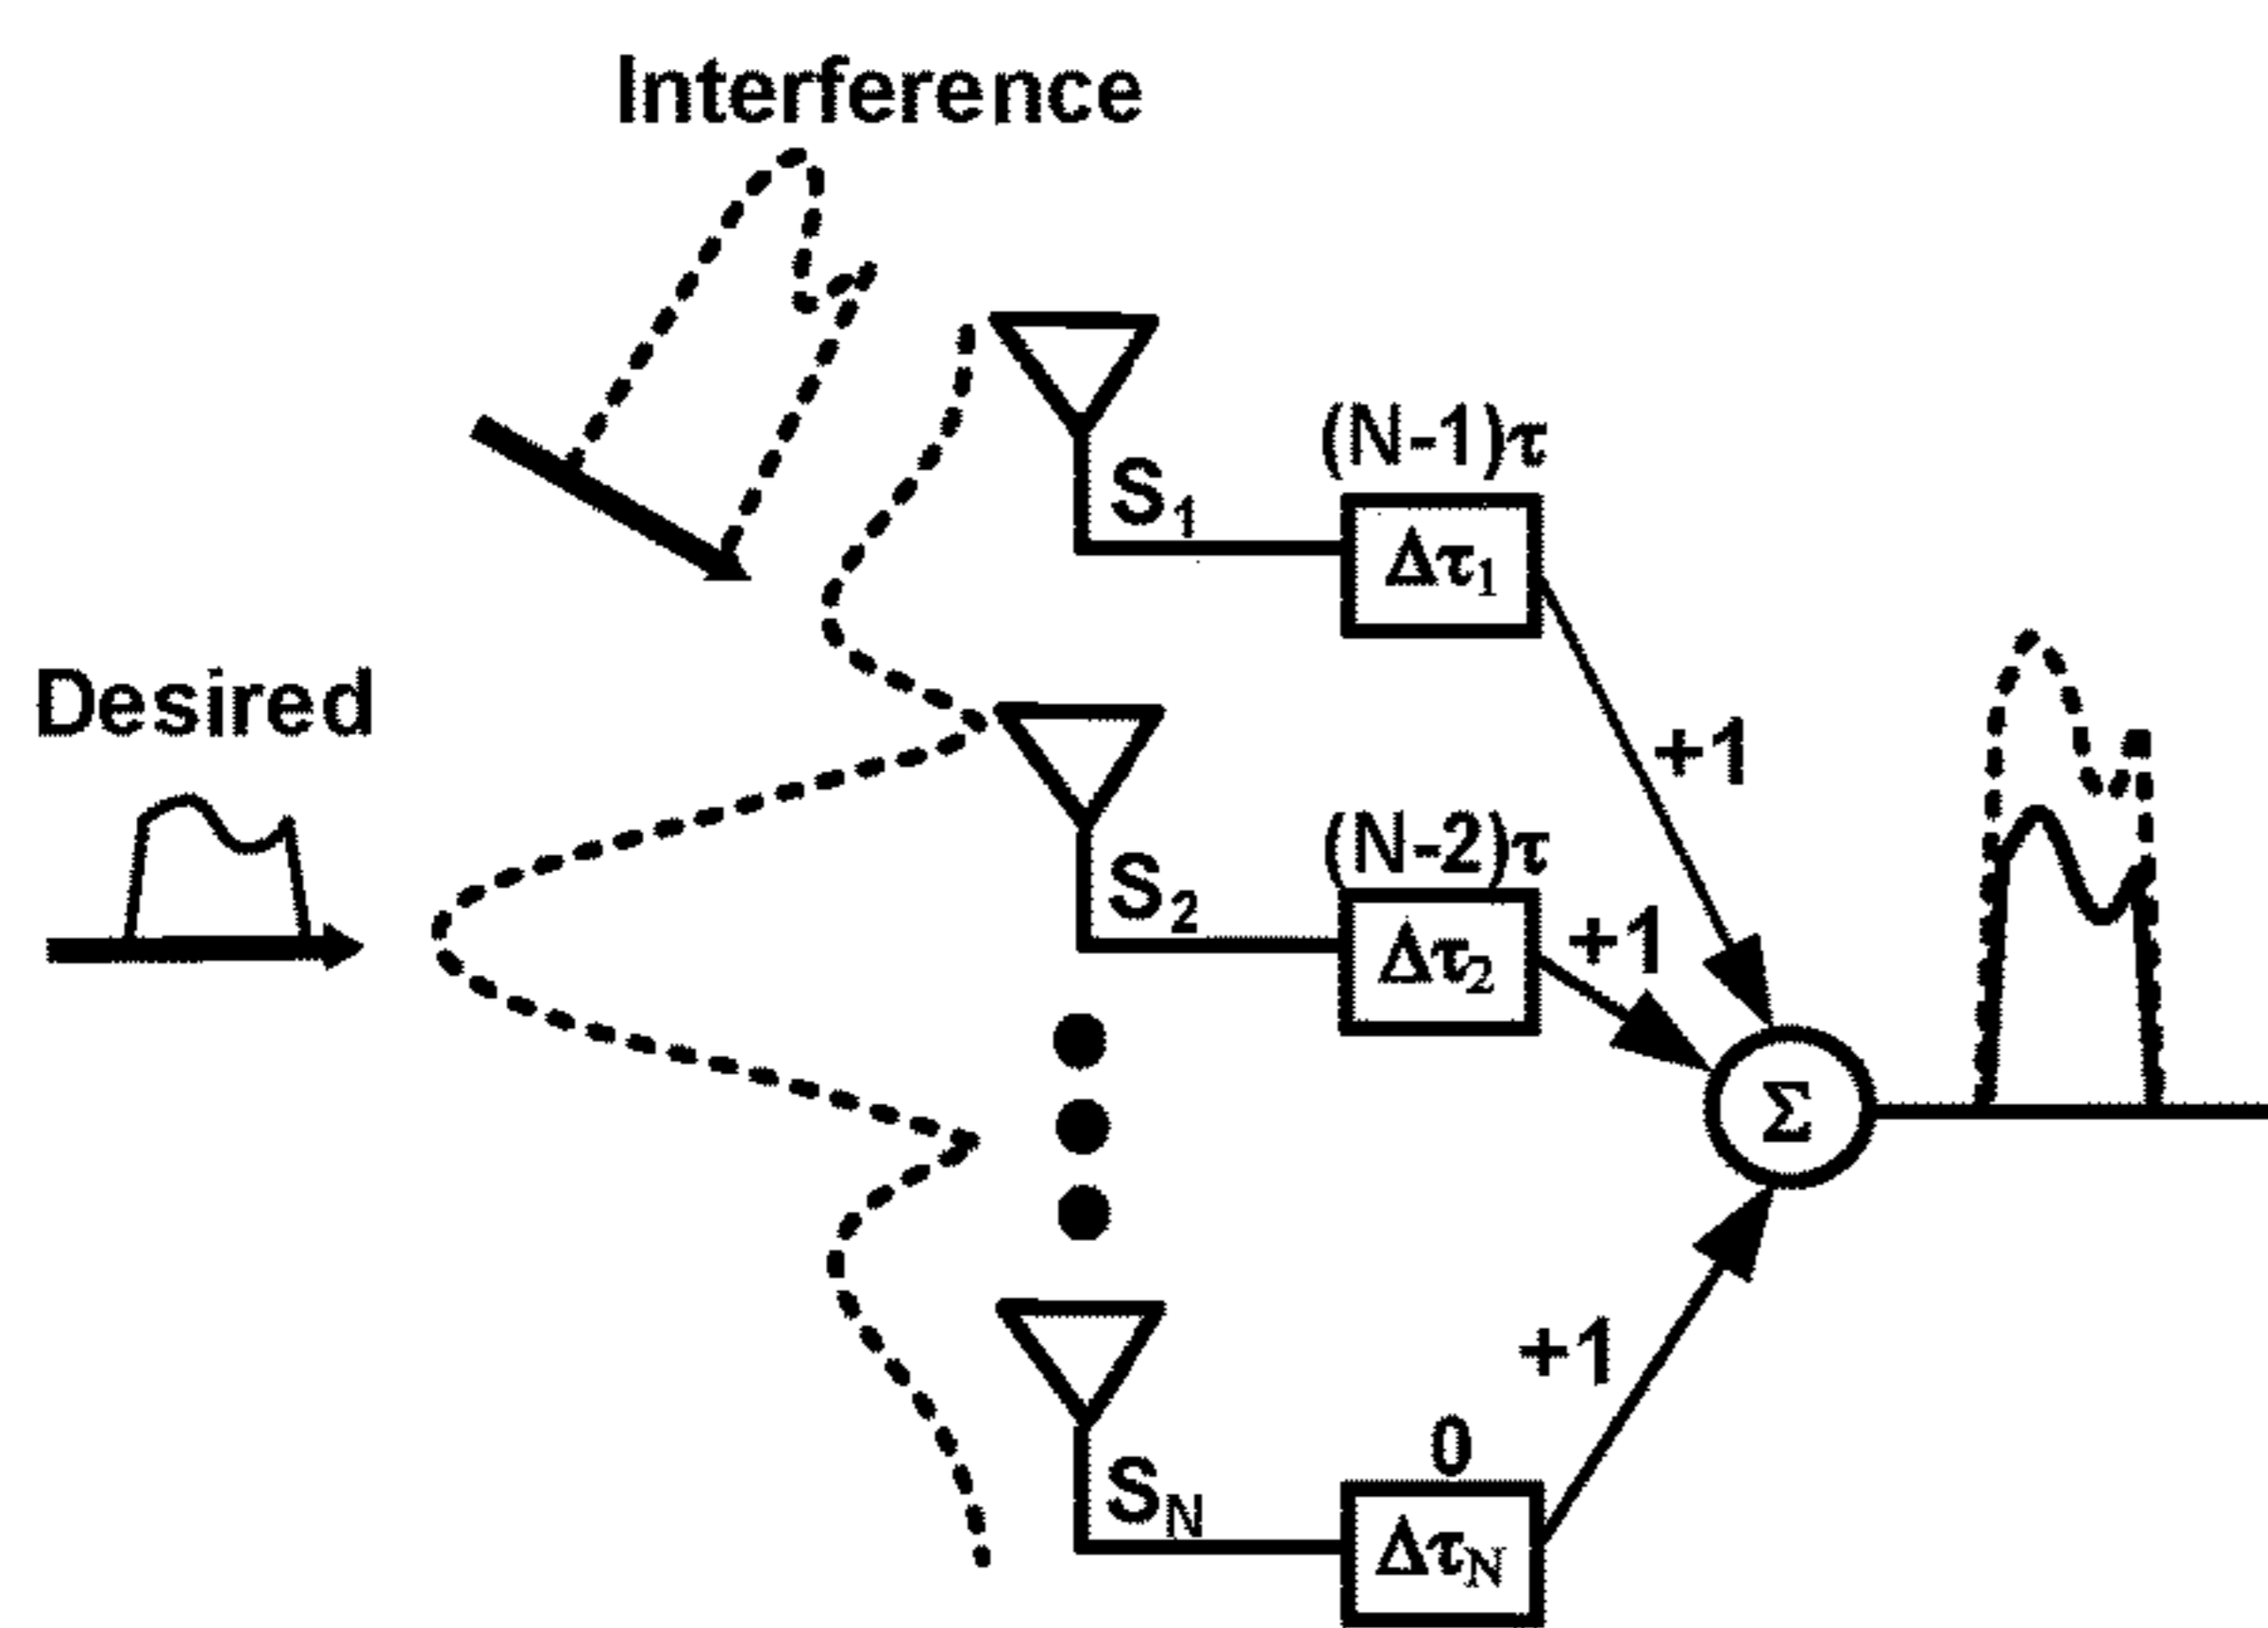 Interference
(N-1)τ
S1
Δτ1
Desired
+1
(N-2)τ
S2
+1
Δτ2
Σ
+1
0
SN
ΔτN